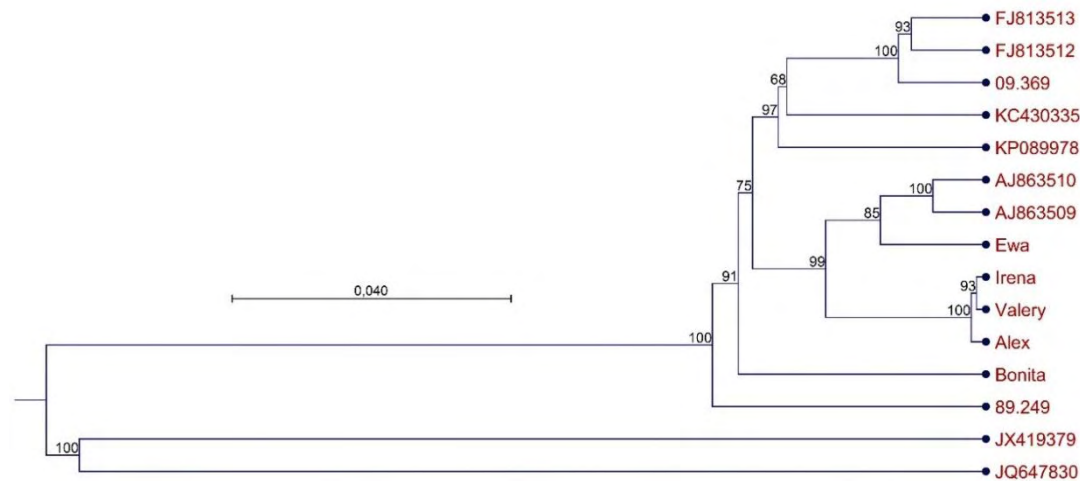 FJ813513
93
FJ813512
100
09.369
68
KC430335
97
KP089978
AJ863510
100
75
AJ863509
85
Ewa
99
Irena
91
93
0,040
Valery
100
Alex
100
Bonita
89.249
JX419379
100
JQ647830